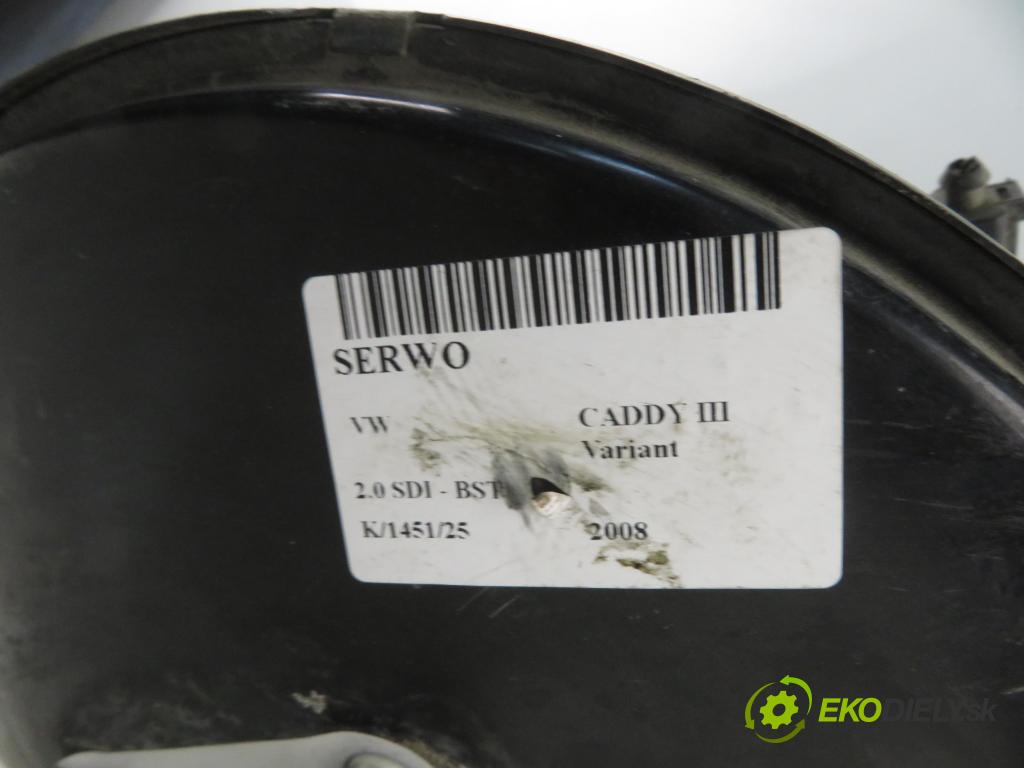 SERWO
VW CADDY III
Variant
2.0 SDI - BST
K/1451/25 2008
EKODIELY.sk